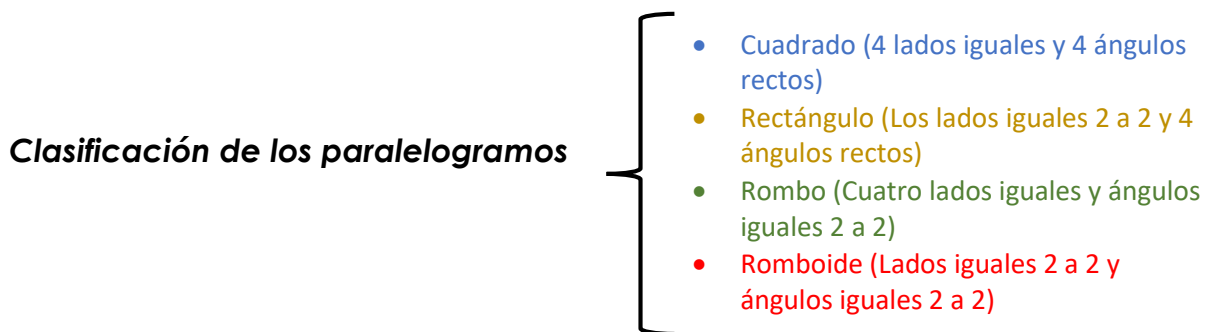 Clasificación de los paralelogramos
• Cuadrado (4 lados iguales y 4 ángulos
rectos)
• Rectángulo (Los lados iguales 2 a 2 y 4
ángulos rectos)
• Rombo (Cuatro lados iguales y ángulos
iguales 2 a 2)
• Romboide (Lados iguales 2 a 2 y
ángulos iguales 2 a 2)